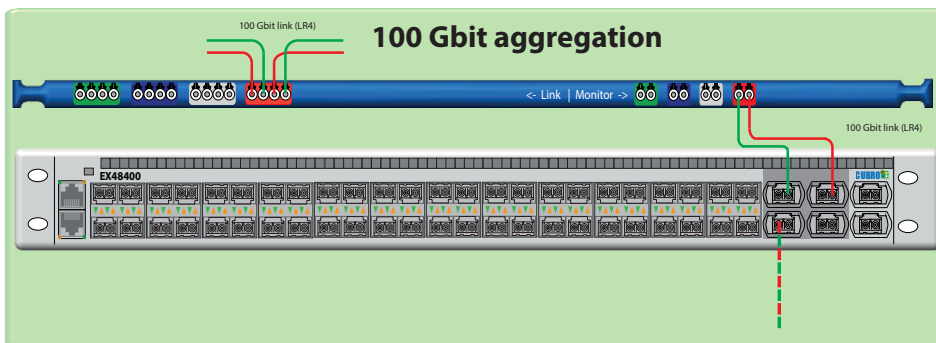 100 Gbit link (LR4)
100 Gbit aggregation
<- Link | Monitor ->
100 Gbit link (LR4)
EX48400
CUBRO